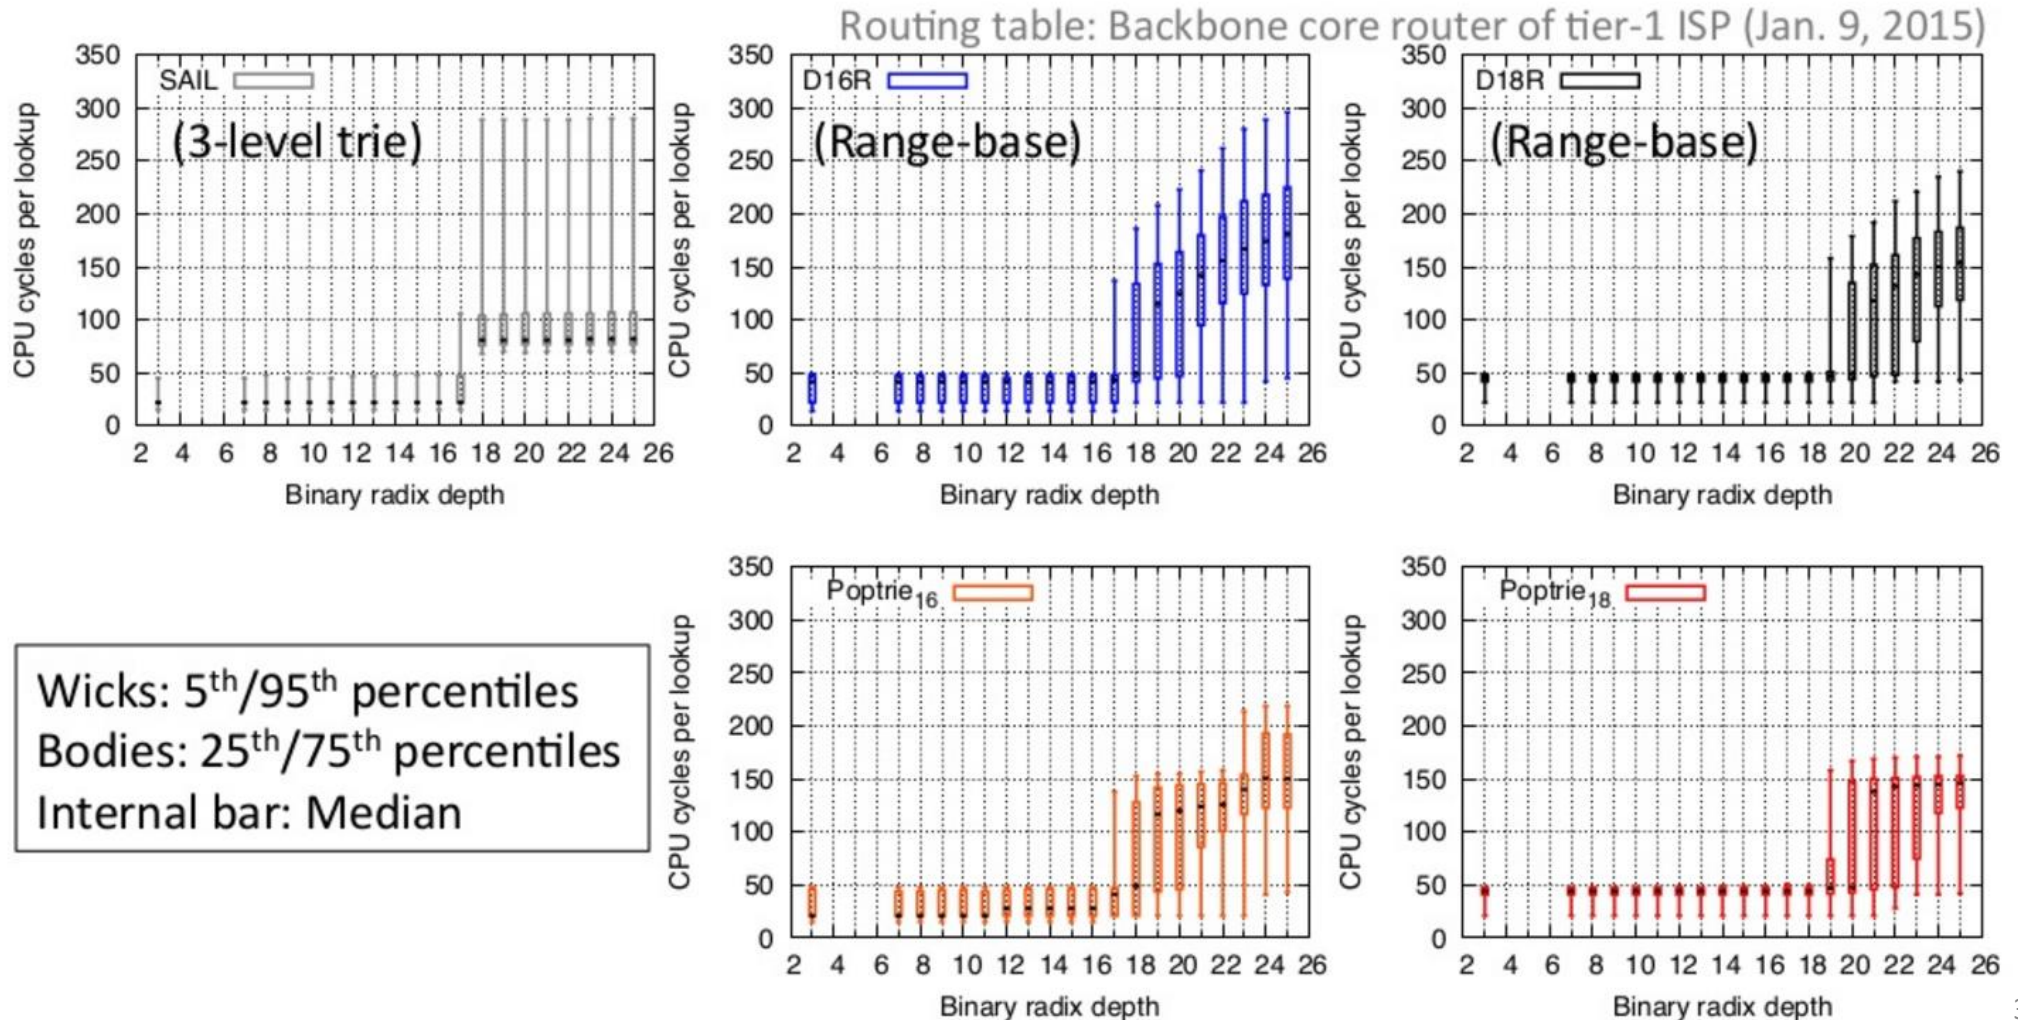 Routing table: Backbone core router of tier-1 ISP (Jan. 9, 2015)
CPU cycles per lookup
350
300
250
200
150
100
50
0
SAIL
(3-level trie)
2 4 6 8 10 12 14 16 18 20 22 24 26
Binary radix depth
CPU cycles per lookup
350
300
250
200
150
100
50
0
D16R
(Range-base)
2 4 6 8 10 12 14 16 18 20 22 24 26
Binary radix depth
CPU cycles per lookup
350
300
250
200
150
100
50
0
D18R
(Range-base)
2 4 6 8 10 12 14 16 18 20 22 24 26
Binary radix depth
Wicks: 5th/95th percentiles
Bodies: 25th/75th percentiles
Internal bar: Median
CPU cycles per lookup
350
300
250
200
150
100
50
0
Poptrie16
2 4 6 8 10 12 14 16 18 20 22 24 26
Binary radix depth
CPU cycles per lookup
350
300
250
200
150
100
50
0
Poptrie18
2 4 6 8 10 12 14 16 18 20 22 24 26
Binary radix depth